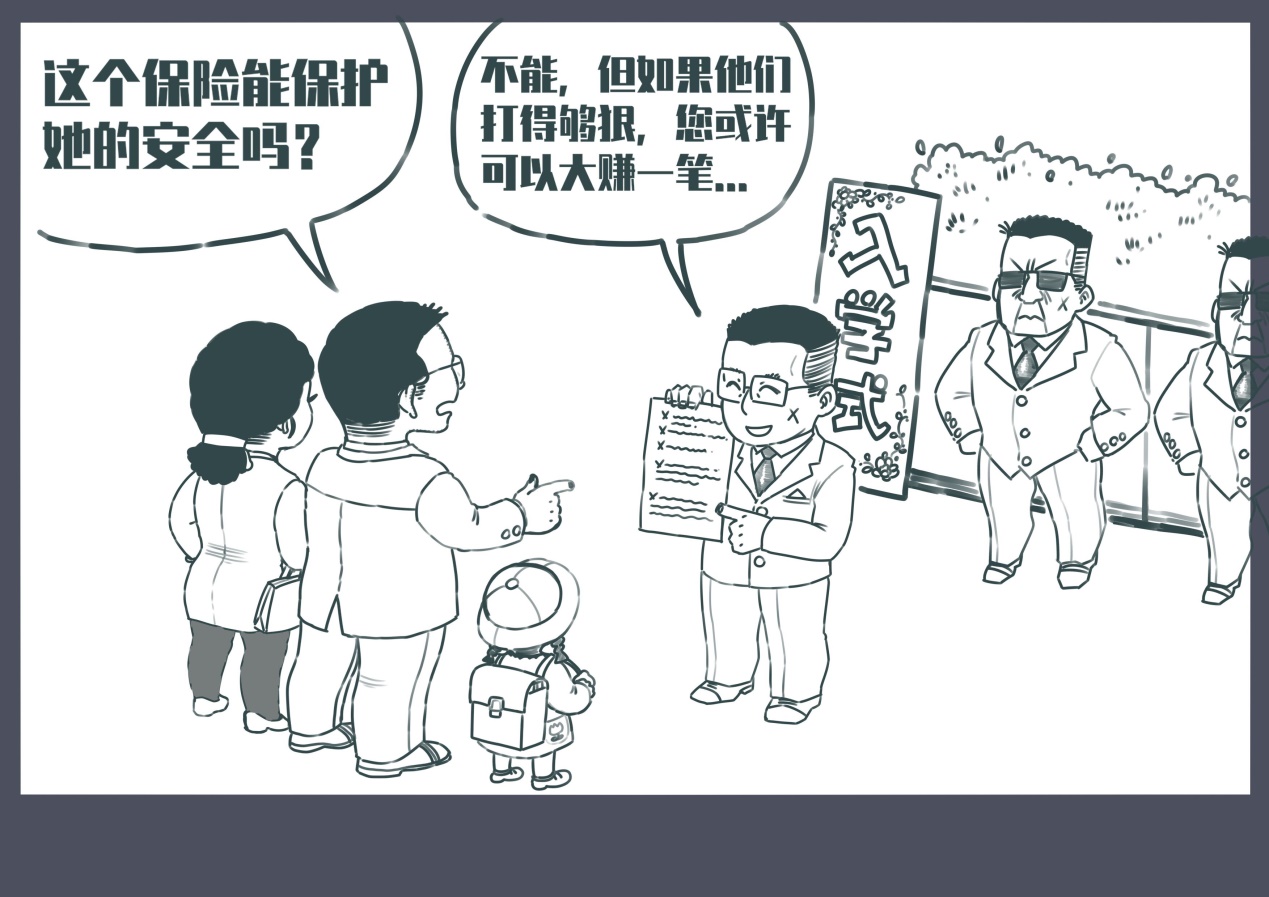 这个保险能保护
她的安全吗？
不能，但如果他们
打得够狠，您或许
可以大赚一笔...
入学式